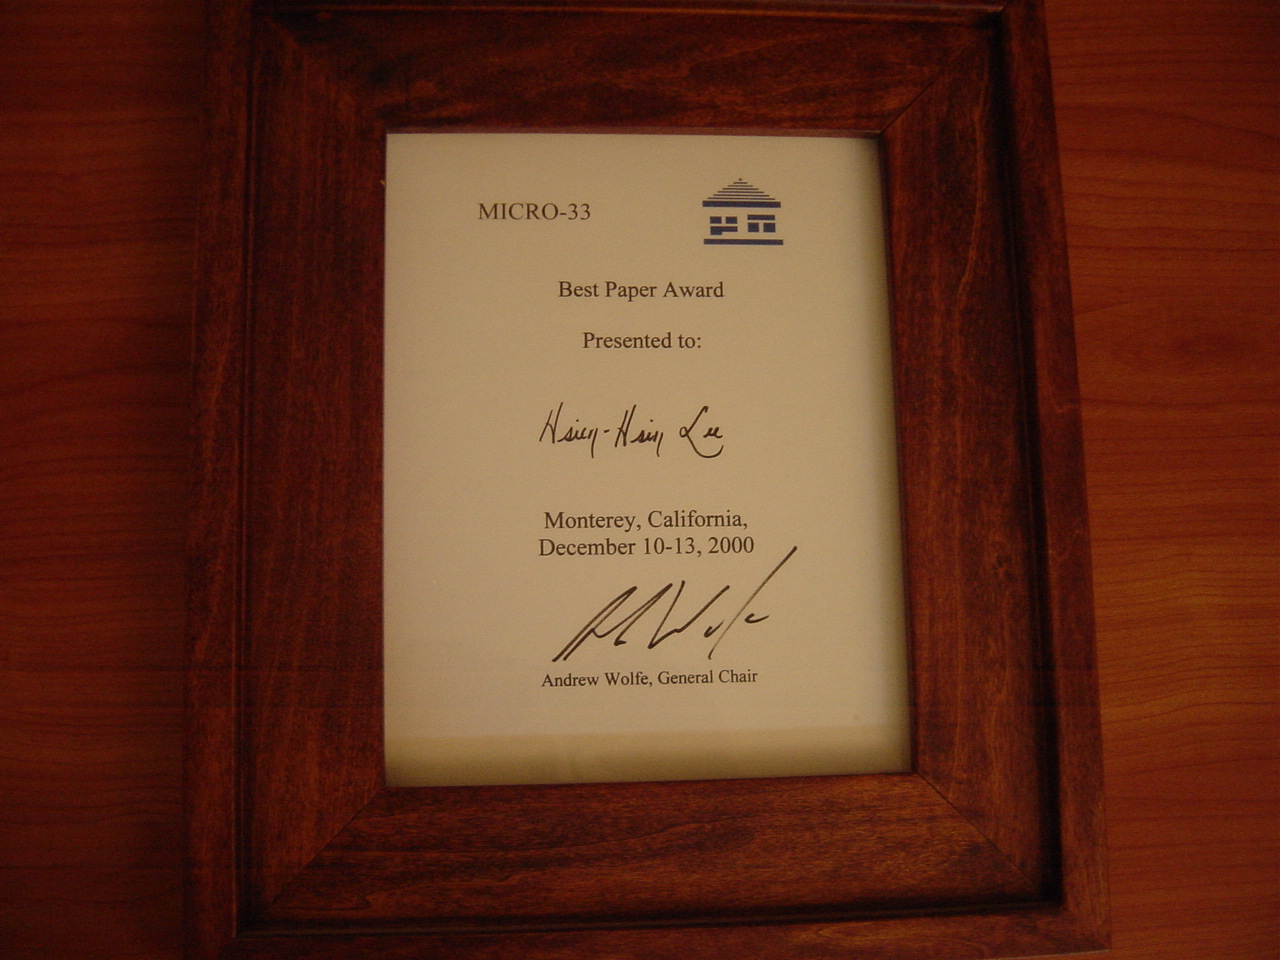 MICRO-33
Best Paper Award
Presented to:
Hsien-Hsin Lee
Monterey, California,
December 10-13, 2000
Andrew Wolfe, General Chair